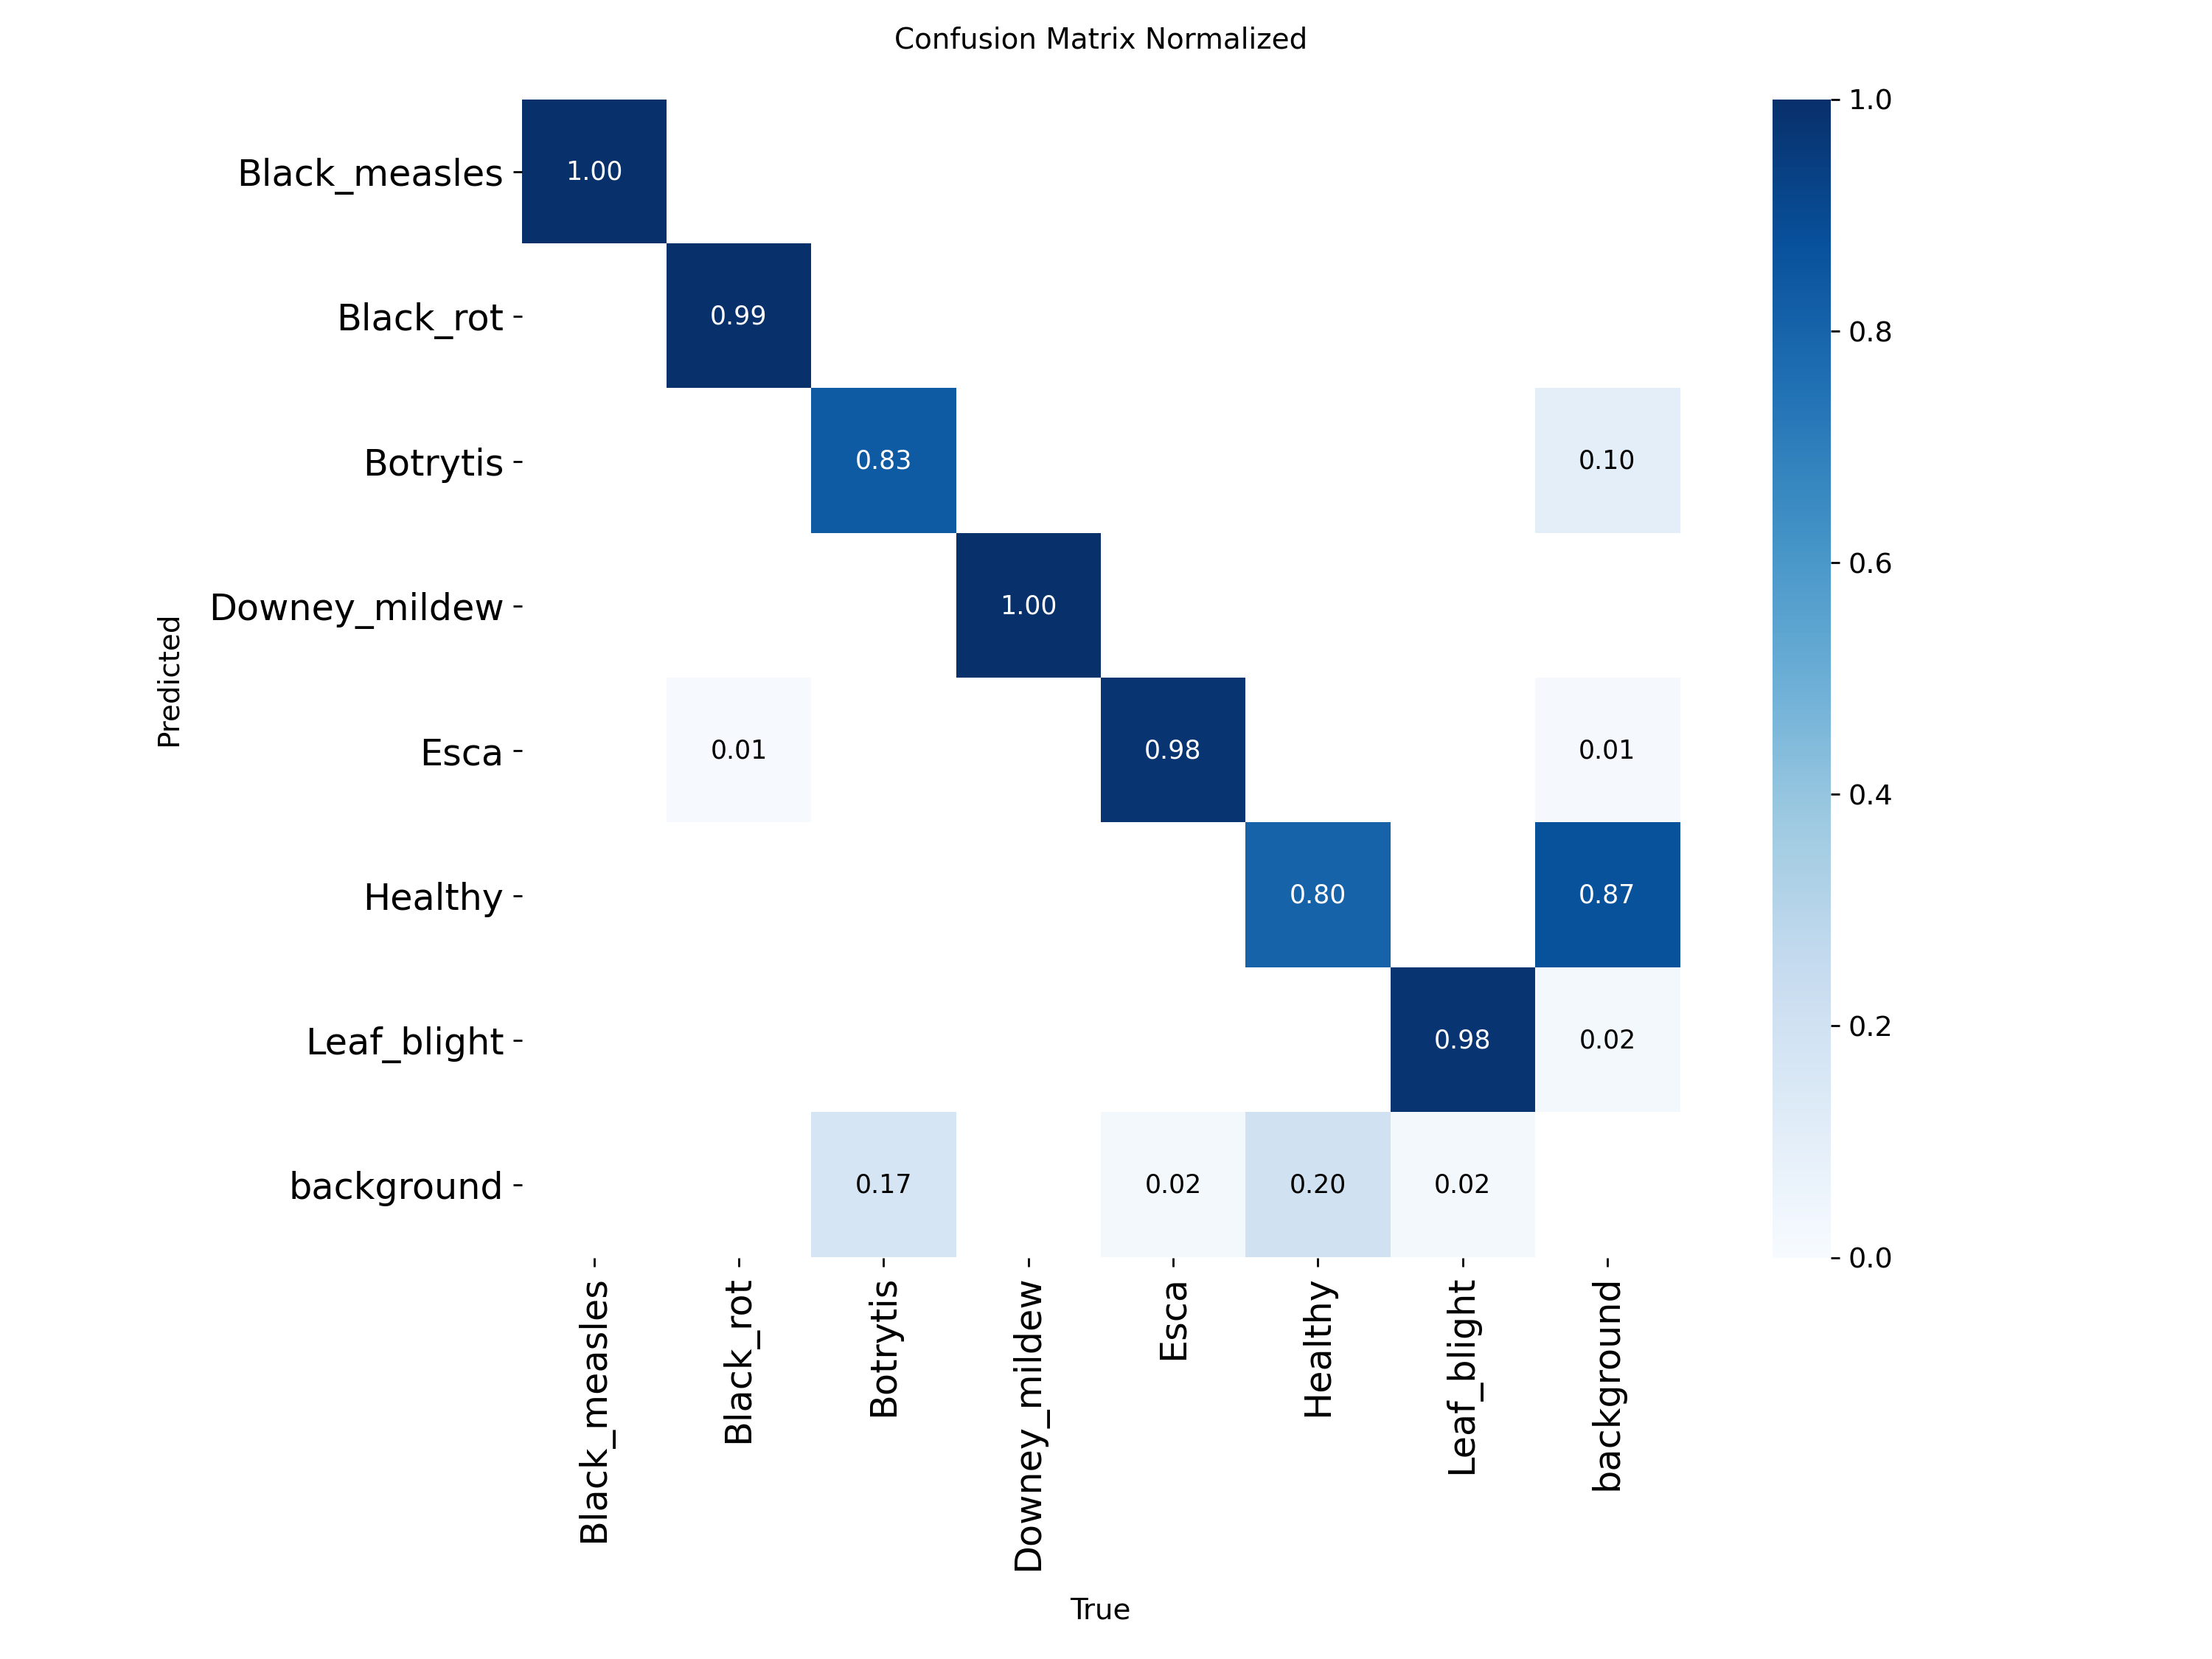 Confusion Matrix Normalized
Predicted
Black_measles 1.00
Black_rot 0.99
Botrytis 0.83 0.10
Downey_mildew 1.00
Esca 0.01 0.98 0.01
Healthy 0.80 0.87
Leaf_blight 0.98 0.02
background 0.17 0.02 0.20 0.02
Black_measles
Black_rot
Botrytis
Downey_mildew
Esca
Healthy
Leaf_blight
background
True
1.0
0.8
0.6
0.4
0.2
0.0